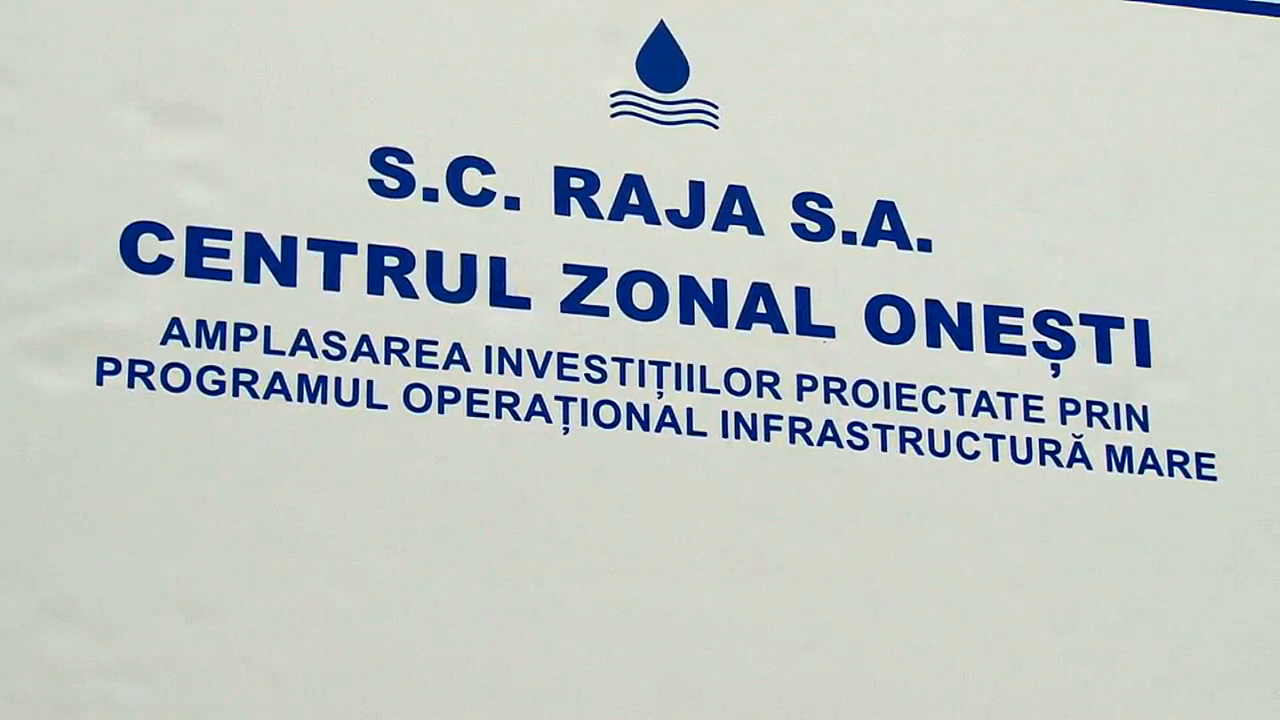 S.C. RAJA S.A.
CENTRUL ZONAL ONEȘTI
AMPLASAREA INVESTIȚIILOR PROIECTATE PRIN
PROGRAMUL OPERAȚIONAL INFRASTRUCTURĂ MARE